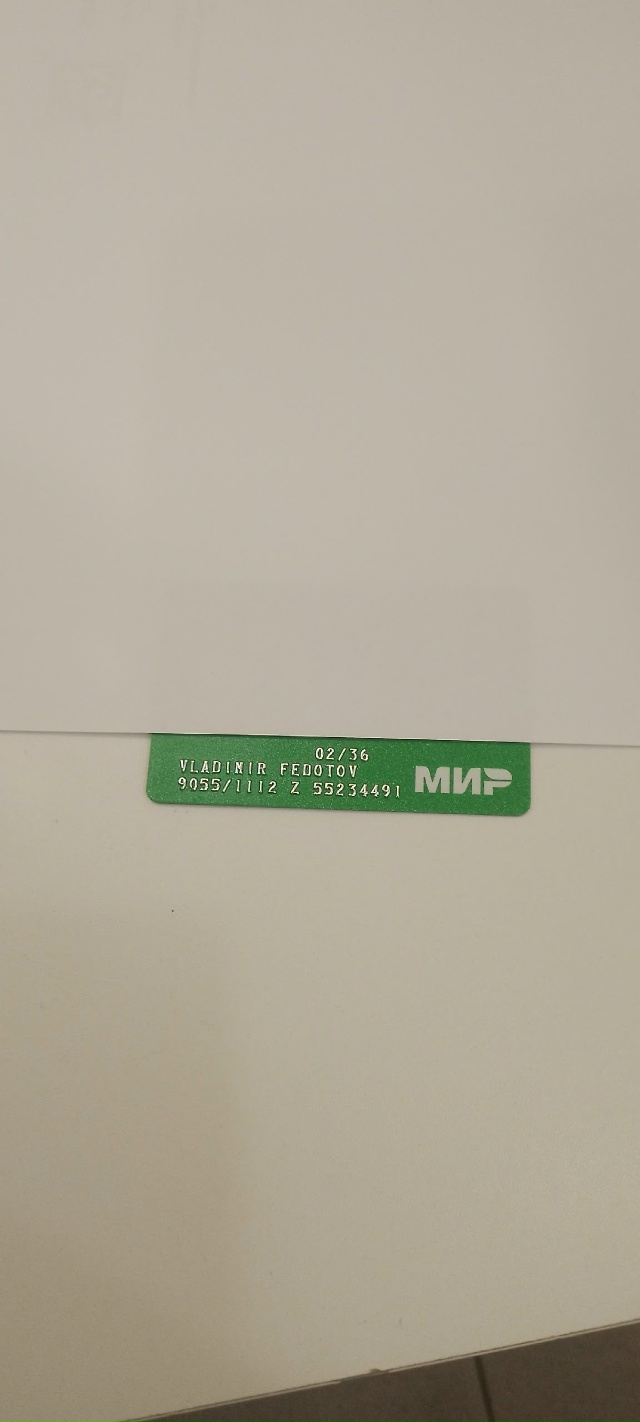 02/36
VLADIMIR FEDOTOV
9055/1112 Z 55234491
МИР